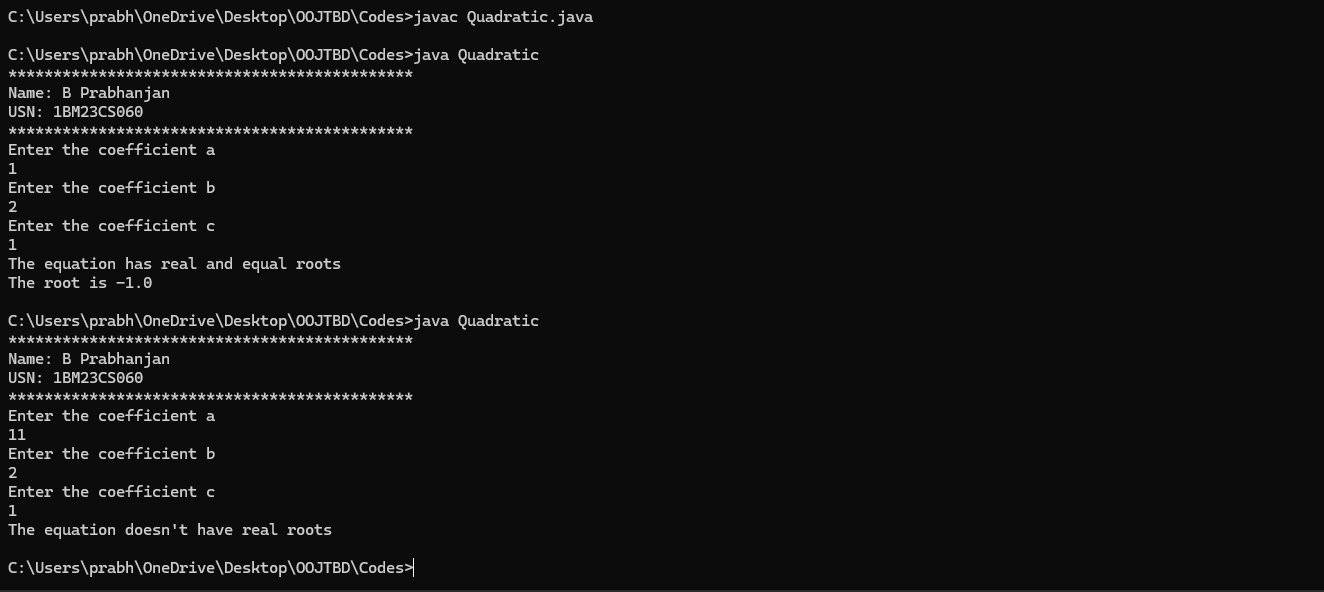 C:\Users\prabh\OneDrive\Desktop\OOJTBD\Codes>javac Quadratic.java
C:\Users\prabh\OneDrive\Desktop\OOJTBD\Codes>java Quadratic
*********************************************
Name: B Prabhanjan
USN: 1BM23CS060
*********************************************
Enter the coefficient a
1
Enter the coefficient b
2
Enter the coefficient c
1
The equation has real and equal roots
The root is -1.0
C:\Users\prabh\OneDrive\Desktop\OOJTBD\Codes>java Quadratic
*********************************************
Name: B Prabhanjan
USN: 1BM23CS060
*********************************************
Enter the coefficient a
11
Enter the coefficient b
2
Enter the coefficient c
1
The equation doesn't have real roots
C:\Users\prabh\OneDrive\Desktop\OOJTBD\Codes>